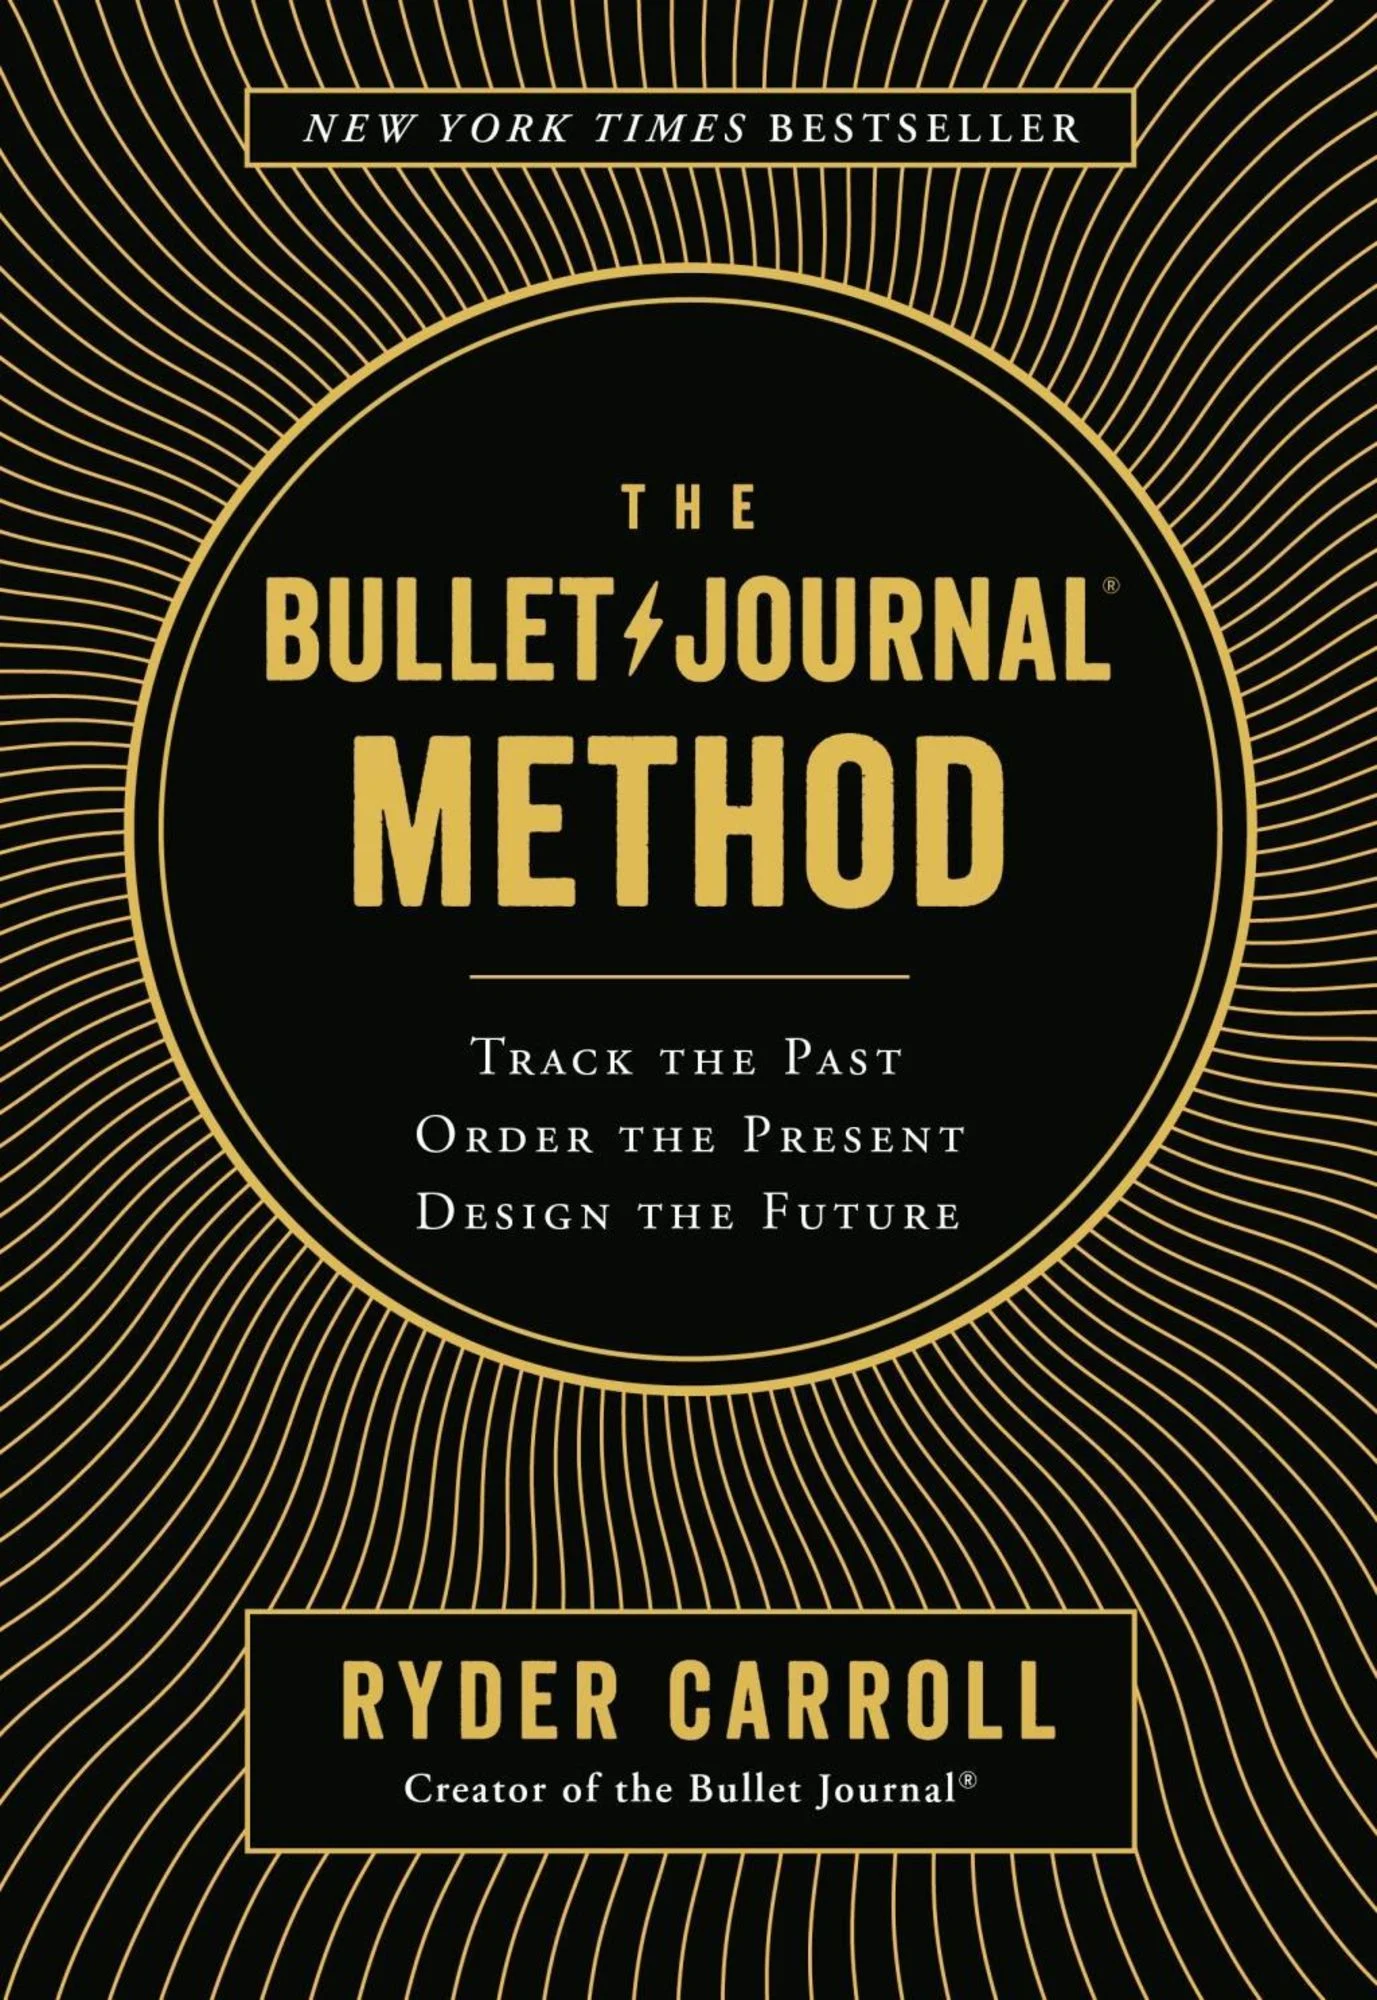 NEW YORK TIMES BESTSELLER
THE
BULLET JOURNAL®
METHOD
TRACK THE PAST
ORDER THE PRESENT
DESIGN THE FUTURE
RYDER CARROLL
Creator of the Bullet Journal®